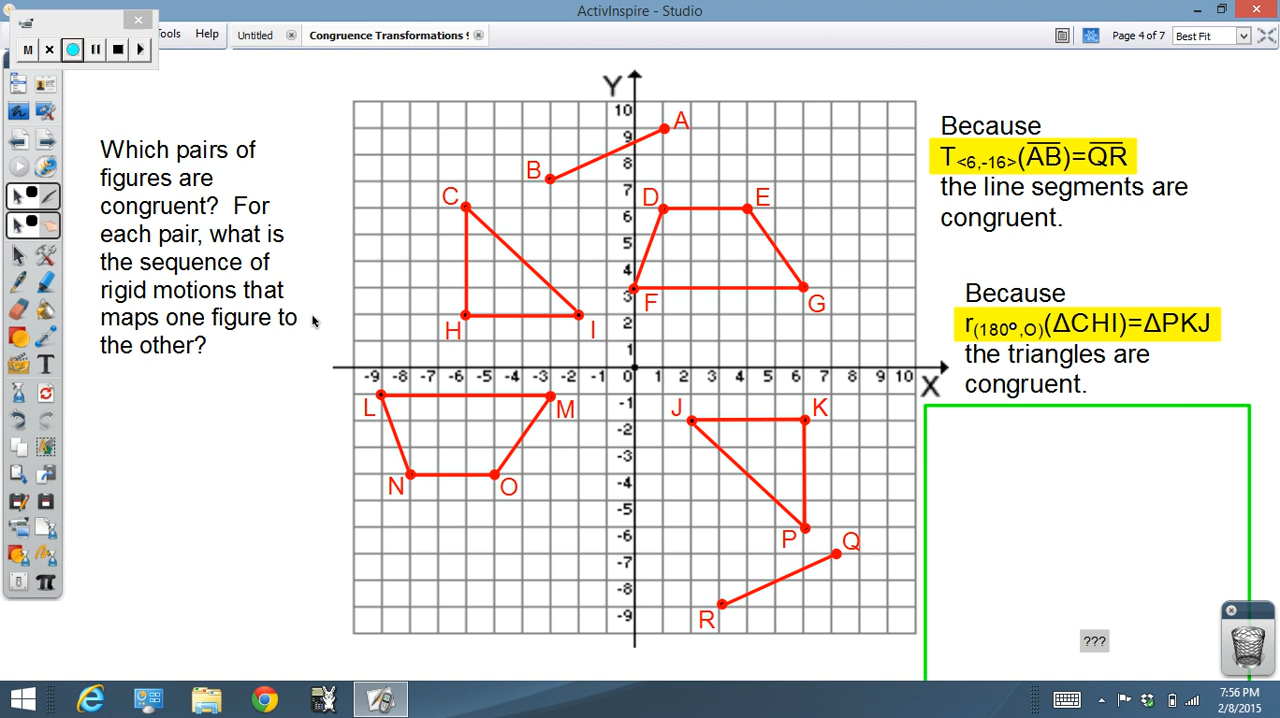 ActivInspire - Studio
Tools Help Untitled Congruence Transformations 9 Page 4 of 7 Best Fit
M
Which pairs of
figures are
congruent? For
each pair, what is
the sequence of
rigid motions that
maps one figure to
the other?
Y
10
9
8
7
6
5
4
3
2
1
-9 -8 -7 -6 -5 -4 -3 -2 -1 0 1 2 3 4 5 6 7 8 9 10 X
-1
-2
-3
-4
-5
-6
-7
-8
-9
A
B
C D E
F G
H I
L M J K
N O
P Q
R
Because
T<6,-16>(AB)=QR
the line segments are
congruent.
Because
r(180º,O)(ΔCHI)=ΔPKJ
the triangles are
congruent.
???
7:56 PM
2/8/2015